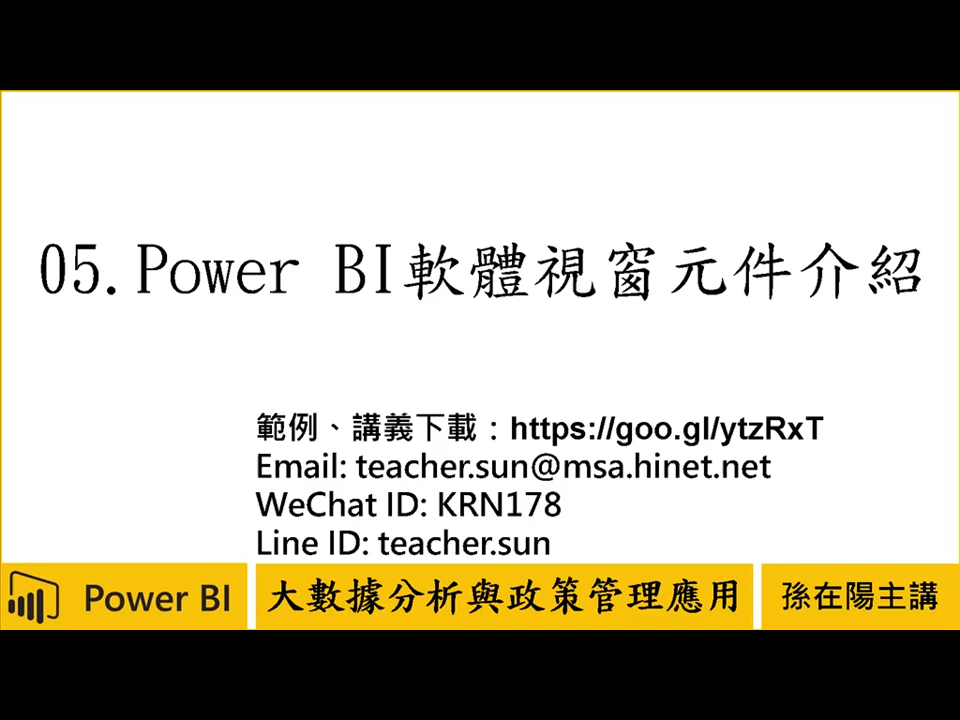 05.Power BI軟體視窗元件介紹
範例、講義下載：https://goo.gl/ytzRxT
Email: teacher.sun@msa.hinet.net
WeChat ID: KRN178
Line ID: teacher.sun
Power BI
大數據分析與政策管理應用
孫在陽主講